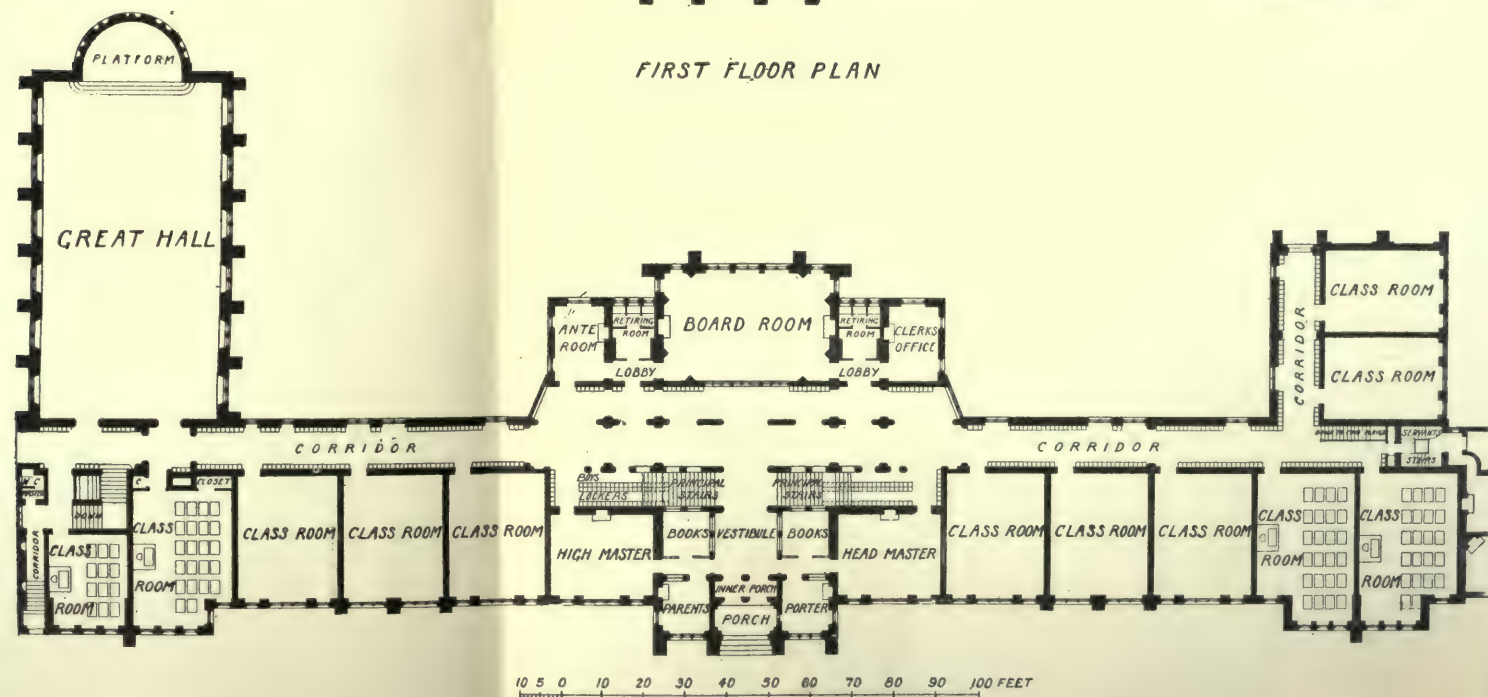 FIRST FLOOR PLAN
PLATFORM
GREAT HALL
ANTE
ROOM
RETIRING
ROOM
LOBBY
BOARD ROOM
RETIRING
ROOM
LOBBY
CLERKS
OFFICE
CORRIDOR
CLASS ROOM
CLASS ROOM
CORRIDOR
CORRIDOR
SERVANTS
STAIRS
W C
MASTERS
DOWN
CORRIDOR
CLASS
ROOM
C
CLOSET
CLASS
ROOM
CLASS ROOM
CLASS ROOM
CLASS ROOM
BOYS
LOCKERS
PRINCIPAL
STAIRS
PRINCIPAL
STAIRS
HIGH MASTER
BOOKS
VESTIBULE
BOOKS
HEAD MASTER
PARENTS
INNER PORCH
PORCH
PORTER
CLASS ROOM
CLASS ROOM
CLASS ROOM
CLASS
ROOM
CLASS
ROOM
10 5 0 10 20 30 40 50 60 70 80 90 100 FEET